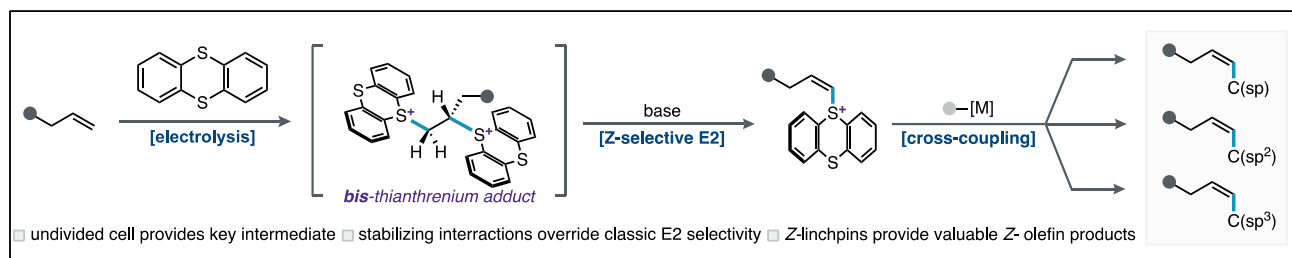 S
S
[electrolysis]
S
S+
H
H
S+
S
bis-thianthrenium adduct
base
[Z-selective E2]
S+
S
[M]
[cross-coupling]
C(sp)
C(sp²)
C(sp³)
undivided cell provides key intermediate
stabilizing interractions override classic E2 selectivity
Z-linchpins provide valuable Z- olefin products